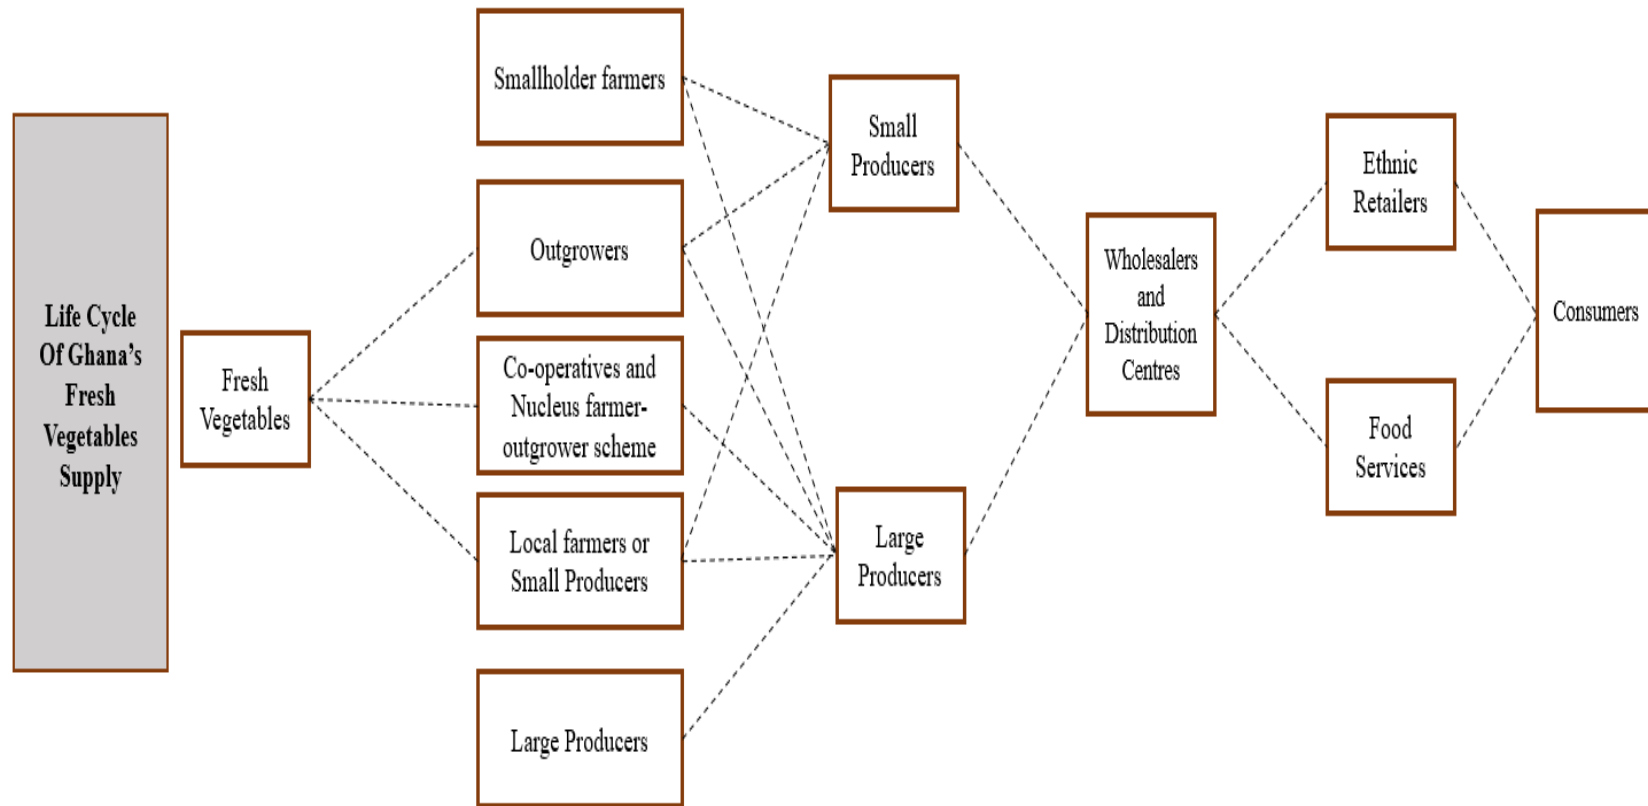 Life Cycle
Of Ghana’s
Fresh
Vegetables
Supply
Fresh
Vegetables
Smallholder farmers
Outgrowers
Co-operatives and
Nucleus farmer-
outgrower scheme
Local farmers or
Small Producers
Large Producers
Small
Producers
Large
Producers
Wholesalers
and
Distribution
Centres
Ethnic
Retailers
Food
Services
Consumers